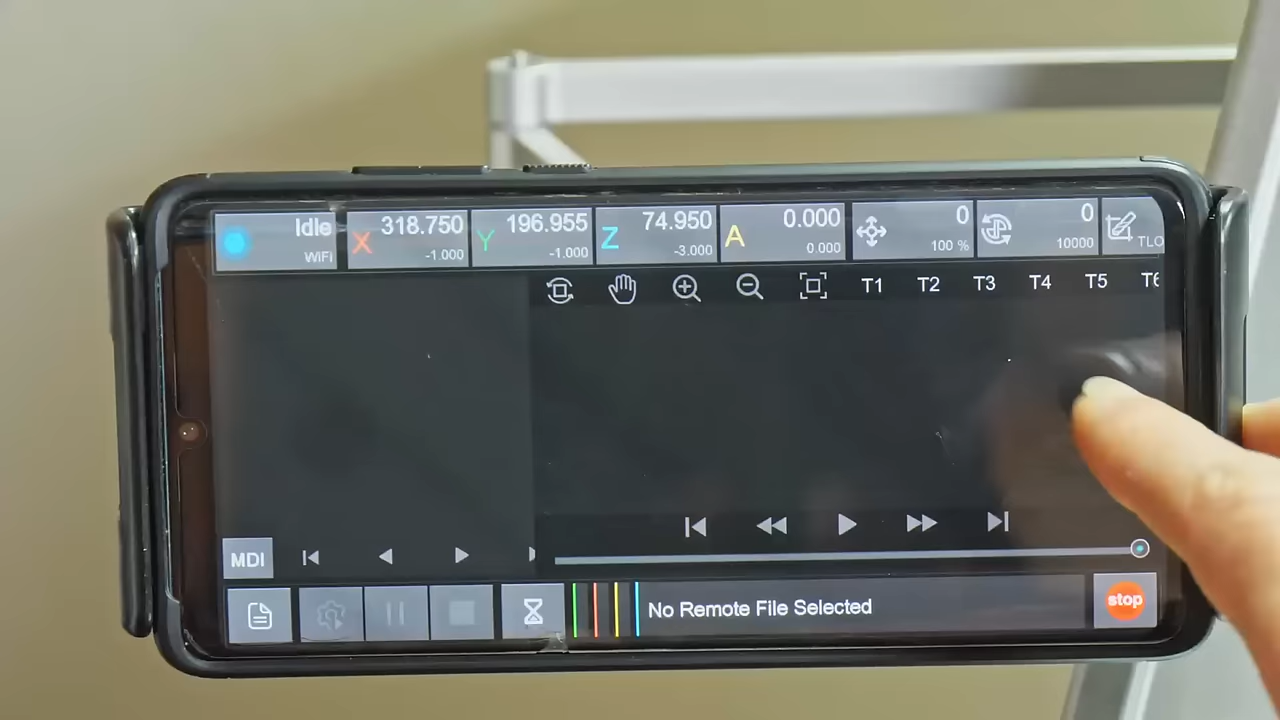 Idle
WiFi
X 318.750
-1.000
Y 196.955
-1.000
Z 74.950
-3.000
A 0.000
0.000
0
100 %
0
10000
TLO
T1 T2 T3 T4 T5 T6
MDI
No Remote File Selected
stop